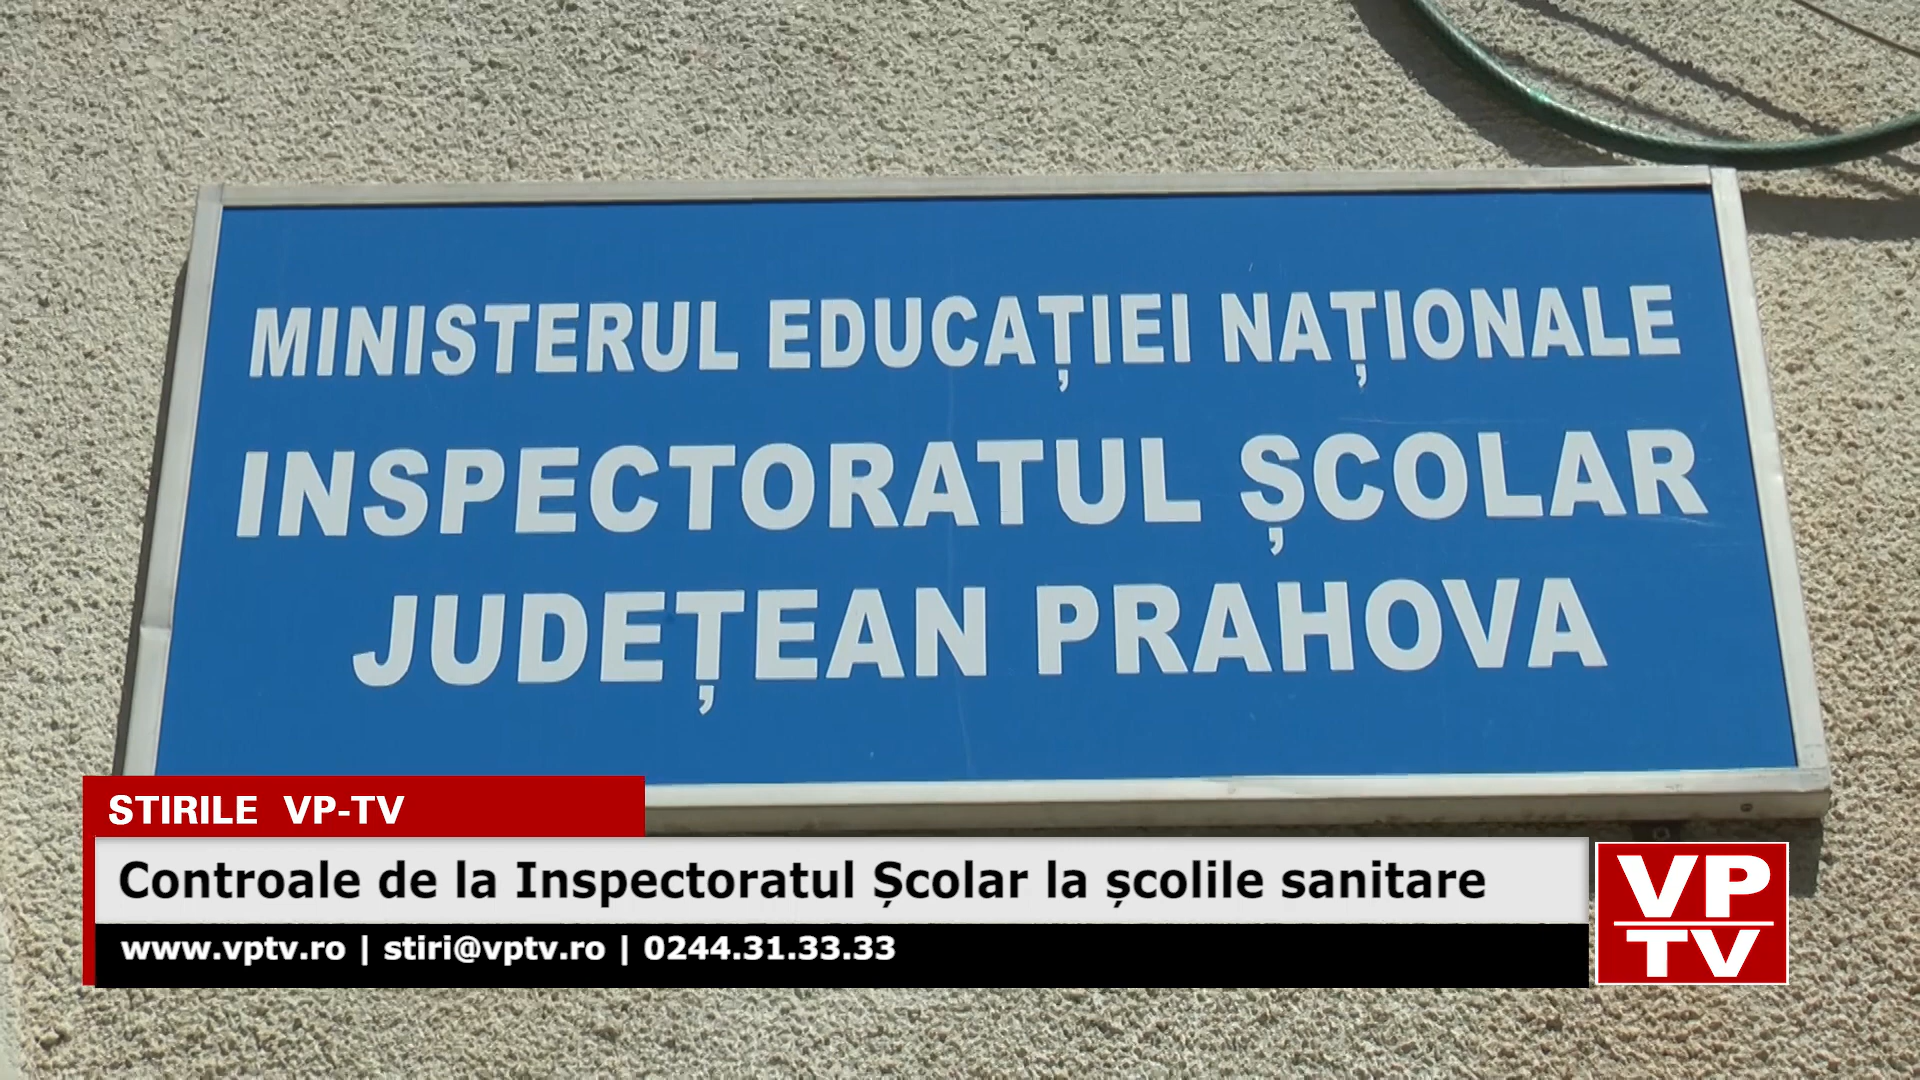 MINISTERUL EDUCAȚIEI NAȚIONALE
INSPECTORATUL ȘCOLAR
JUDEȚEAN PRAHOVA
STIRILE VP-TV
Controale de la Inspectoratul Școlar la școlile sanitare
www.vptv.ro | stiri@vptv.ro | 0244.31.33.33
VP
TV